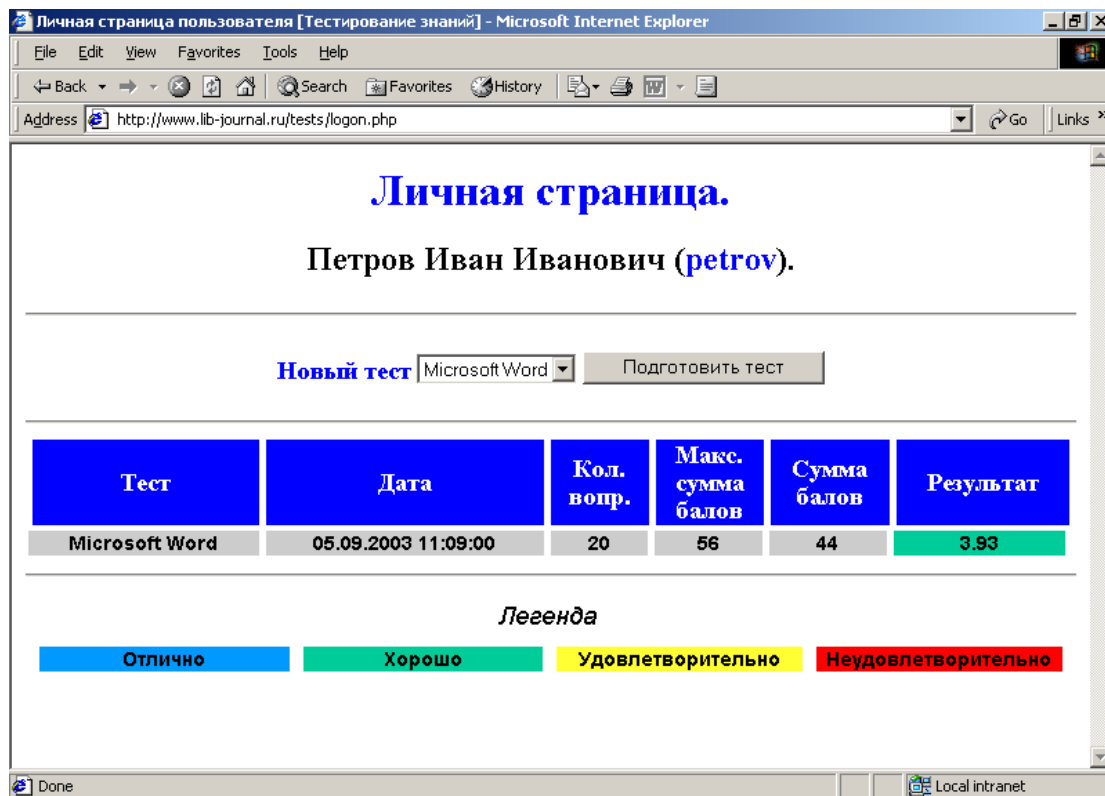 Личная страница пользователя [Тестирование знаний] - Microsoft Internet Explorer
File Edit View Favorites Tools Help
Back Search Favorites History
Address http://www.lib-journal.ru/tests/logon.php Go Links »
Личная страница.
Петров Иван Иванович (petrov).
Новый тест Microsoft Word Подготовить тест
Тест Дата Кол. вопр. Макс. сумма балов Сумма балов Результат
Microsoft Word 05.09.2003 11:09:00 20 56 44 3.93
Легенда
Отлично Хорошо Удовлетворительно Неудовлетворительно
Done Local intranet